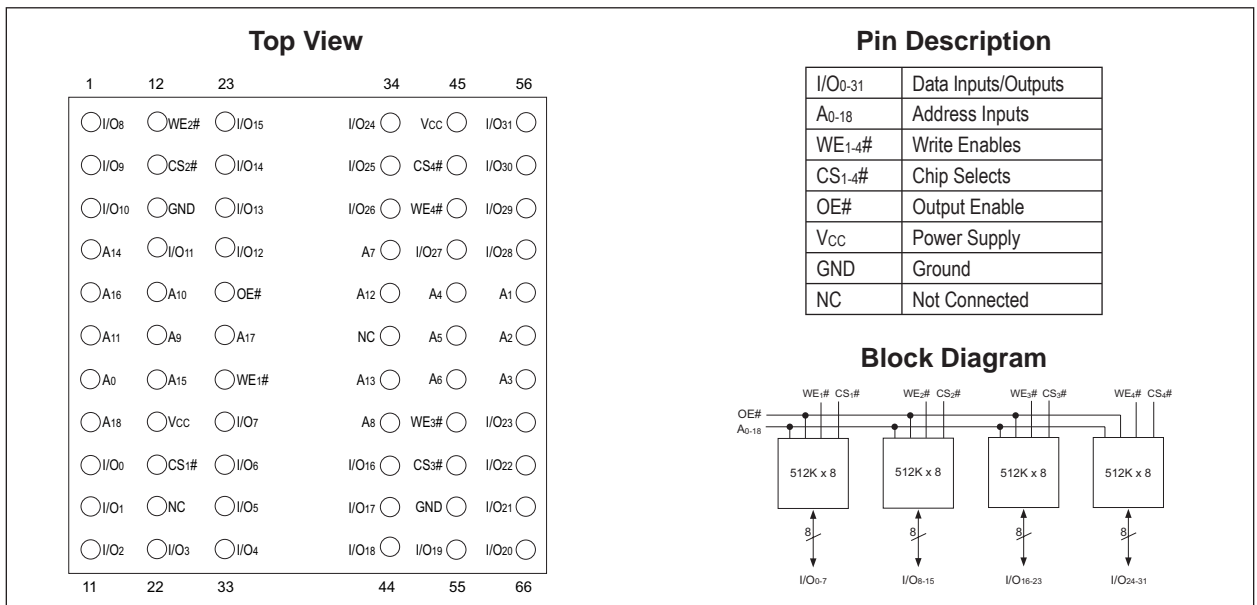 Top View
1 12 23 34 45 56
I/O8 WE2# I/O15 I/O24 VCC I/O31
I/O9 CS2# I/O14 I/O25 CS4# I/O30
I/O10 GND I/O13 I/O26 WE4# I/O29
A14 I/O11 I/O12 A7 I/O27 I/O28
A16 A10 OE# A12 A4 A1
A11 A9 A17 NC A5 A2
A0 A15 WE1# A13 A6 A3
A18 VCC I/O7 A8 WE3# I/O23
I/O0 CS1# I/O6 I/O16 CS3# I/O22
I/O1 NC I/O5 I/O17 GND I/O21
I/O2 I/O3 I/O4 I/O18 I/O19 I/O20
11 22 33 44 55 66
Pin Description
I/O0-31 Data Inputs/Outputs
A0-18 Address Inputs
WE1-4# Write Enables
CS1-4# Chip Selects
OE# Output Enable
VCC Power Supply
GND Ground
NC Not Connected
Block Diagram
WE1# CS1# WE2# CS2# WE3# CS3# WE4# CS4#
OE#
A0-18
512K x 8 512K x 8 512K x 8 512K x 8
8 8 8 8
I/O0-7 I/O8-15 I/O16-23 I/O24-31